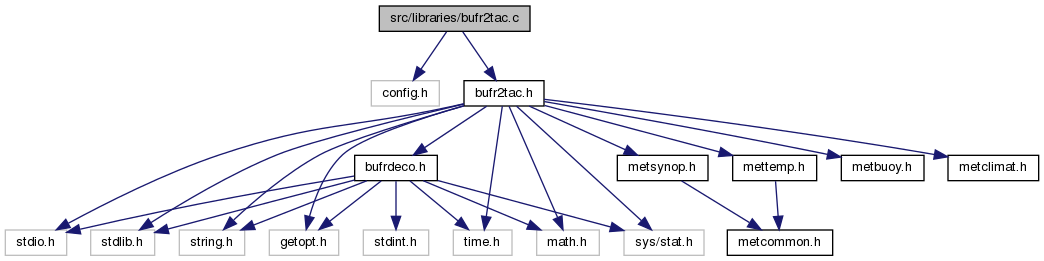 src/libraries/bufr2tac.c
config.h
bufr2tac.h
bufrdeco.h
metsynop.h
mettemp.h
metbuoy.h
metclimat.h
stdio.h
stdlib.h
string.h
getopt.h
stdint.h
time.h
math.h
sys/stat.h
metcommon.h